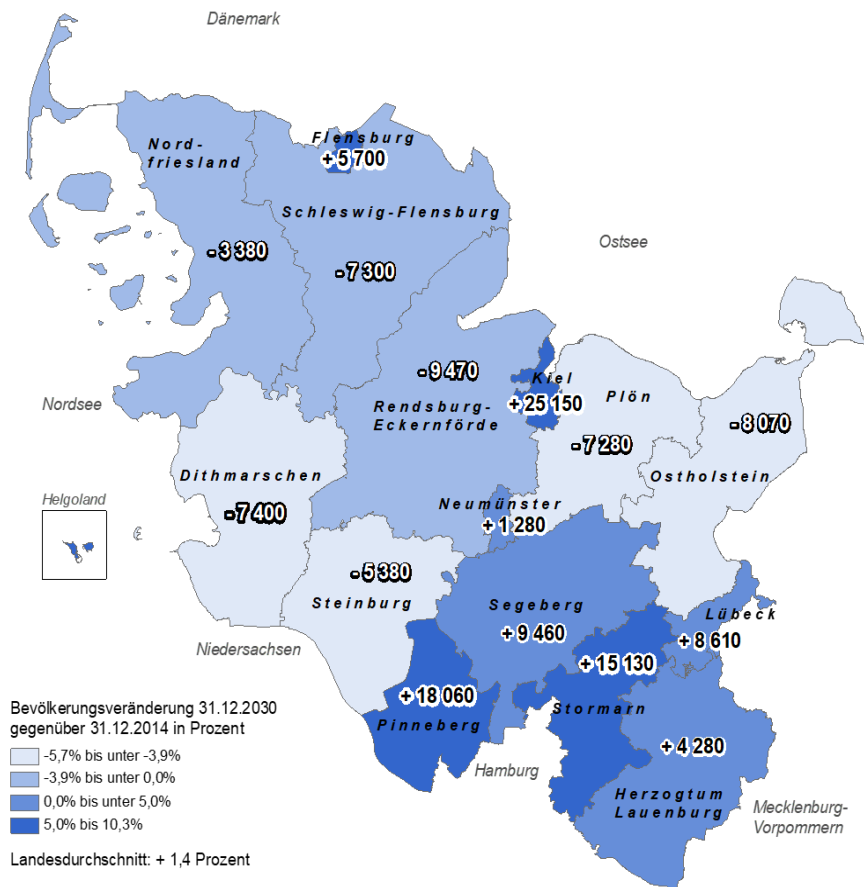 Dänemark
Nord-
friesland
Flensburg
+ 5 700
Schleswig-Flensburg
Ostsee
- 3 380
- 7 300
- 9 470
Kiel
Nordsee
Rendsburg-
Eckernförde
+ 25 150
Plön
- 8 070
- 7 280
Dithmarschen
Ostholstein
Helgoland
- 7 400
Neumünster
+ 1 280
- 5 380
Steinburg
Segeberg
Lübeck
+ 9 460
+ 8 610
Niedersachsen
+ 15 130
+ 18 060
Stormarn
Pinneberg
+ 4 280
Hamburg
Herzogtum
Lauenburg
Mecklenburg-
Vorpommern
Bevölkerungsveränderung 31.12.2030
gegenüber 31.12.2014 in Prozent
-5,7% bis unter -3,9%
-3,9% bis unter 0,0%
0,0% bis unter 5,0%
5,0% bis 10,3%
Landesdurchschnitt: + 1,4 Prozent